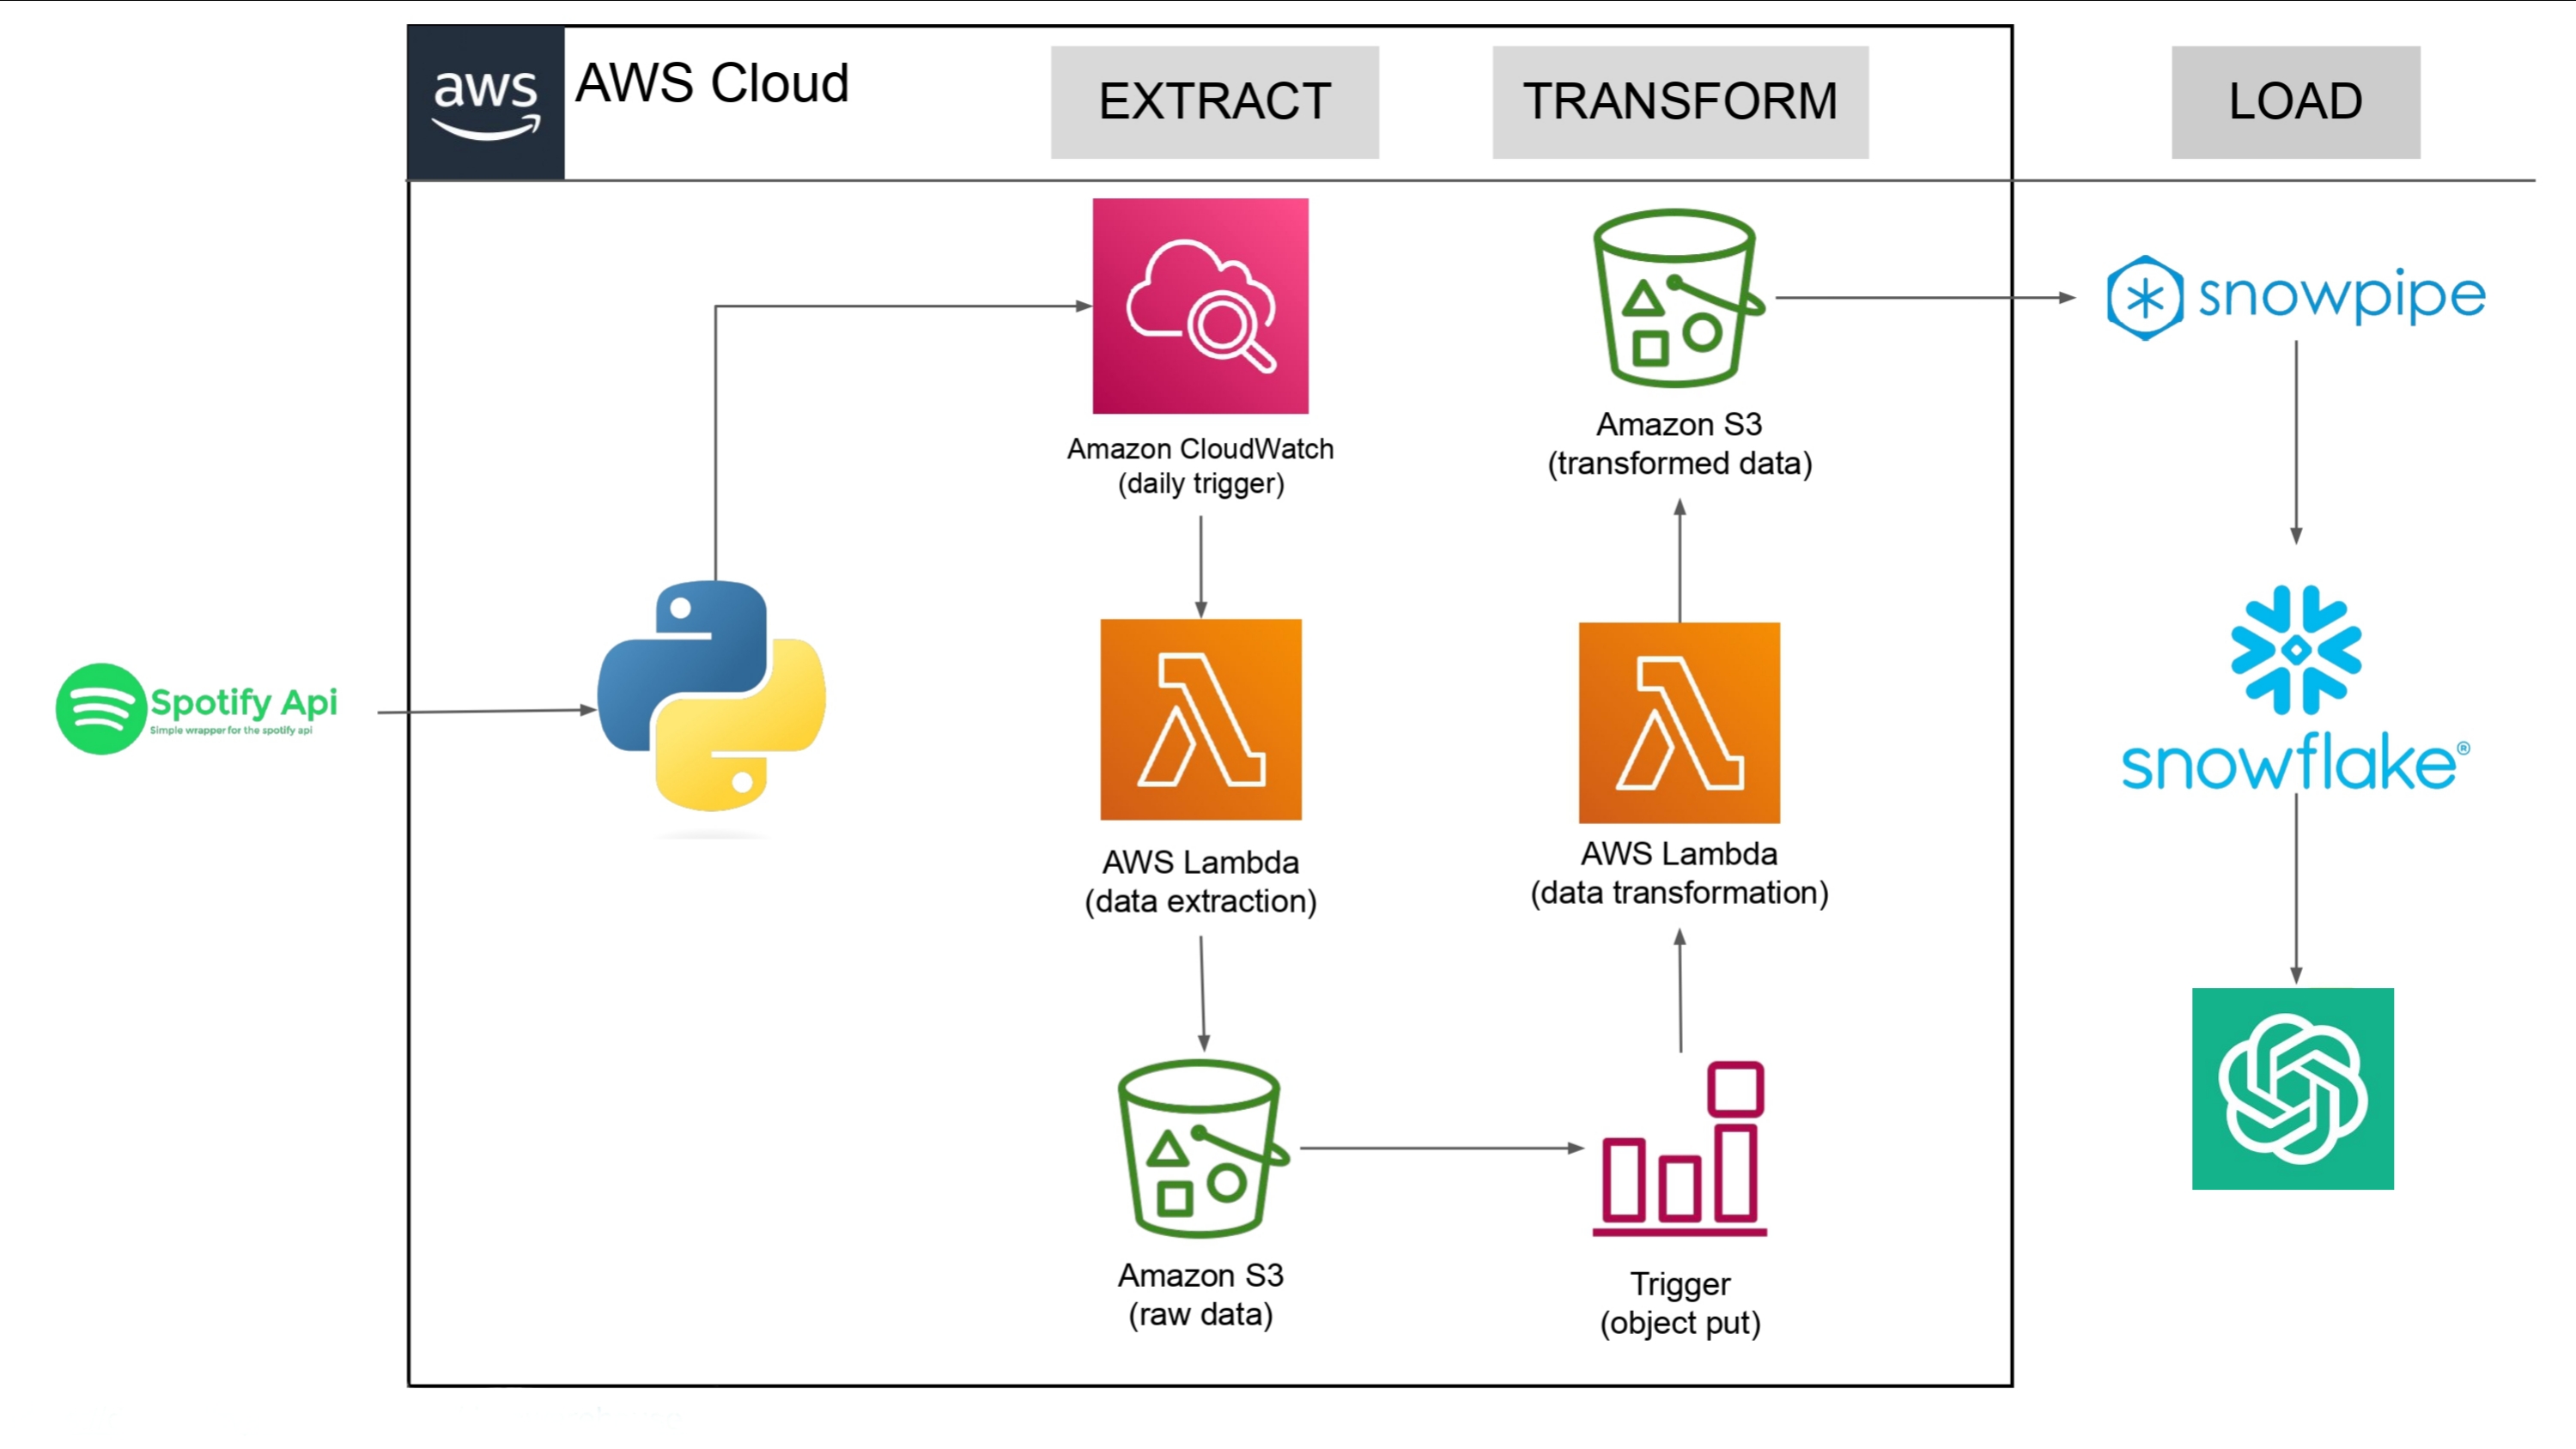 aws
AWS Cloud
EXTRACT
TRANSFORM
LOAD
Amazon CloudWatch
(daily trigger)
Amazon S3
(transformed data)
snowpipe
Spotify Api
Simple wrapper for the spotify api
AWS Lambda
(data extraction)
AWS Lambda
(data transformation)
snowflake®
Amazon S3
(raw data)
Trigger
(object put)